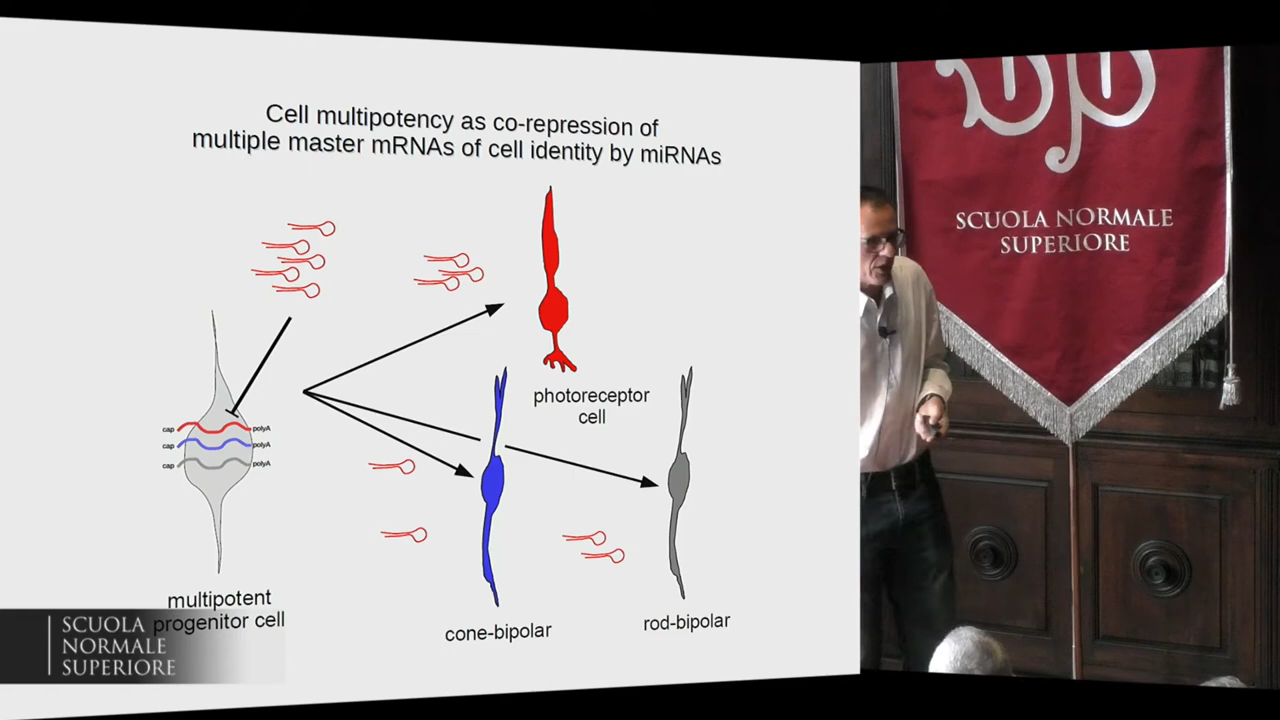 Cell multipotency as co-repression of
multiple master mRNAs of cell identity by miRNAs
photoreceptor
cell
cap
polyA
cap
polyA
cap
polyA
multipotent
progenitor cell
cone-bipolar
rod-bipolar
SCUOLA
NORMALE
SUPERIORE
SCUOLA NORMALE
SUPERIORE